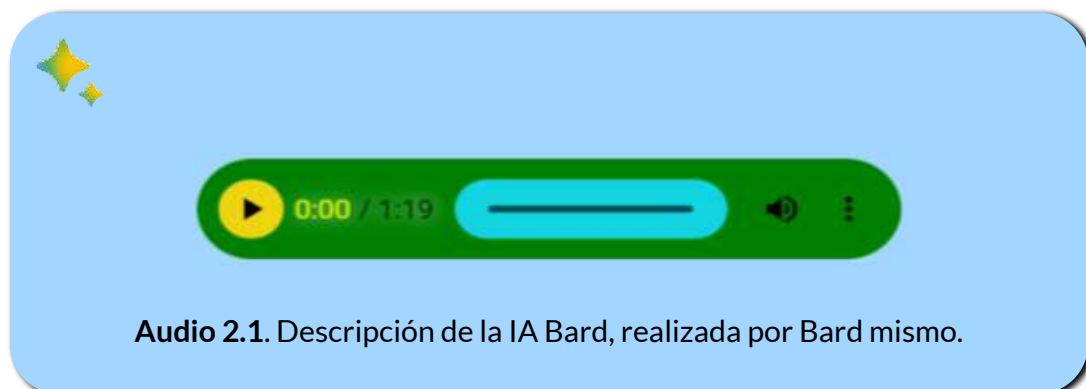 0:00 / 1:19
Audio 2.1. Descripción de la IA Bard, realizada por Bard mismo.